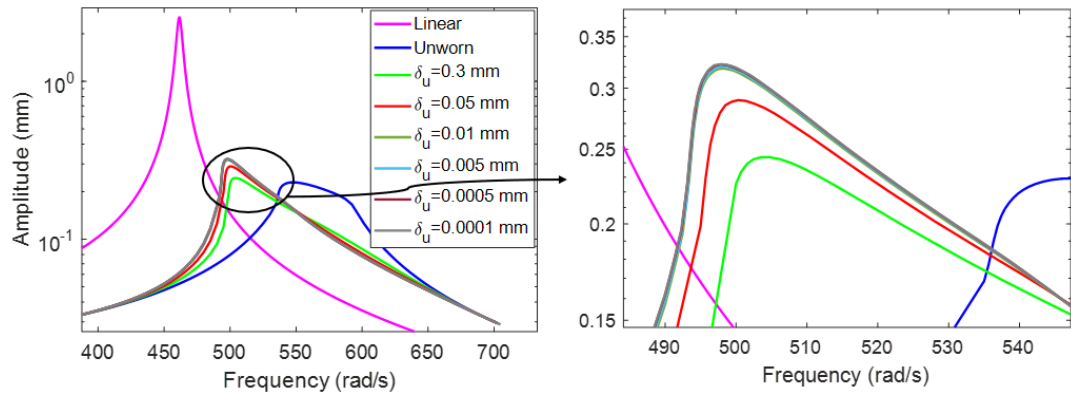 Linear
Unworn
δu=0.3 mm
δu=0.05 mm
δu=0.01 mm
δu=0.005 mm
δu=0.0005 mm
δu=0.0001 mm
10^0
10^-1
Amplitude (mm)
400 450 500 550 600 650 700
Frequency (rad/s)
0.35
0.3
0.25
0.2
0.15
490 500 510 520 530 540
Frequency (rad/s)